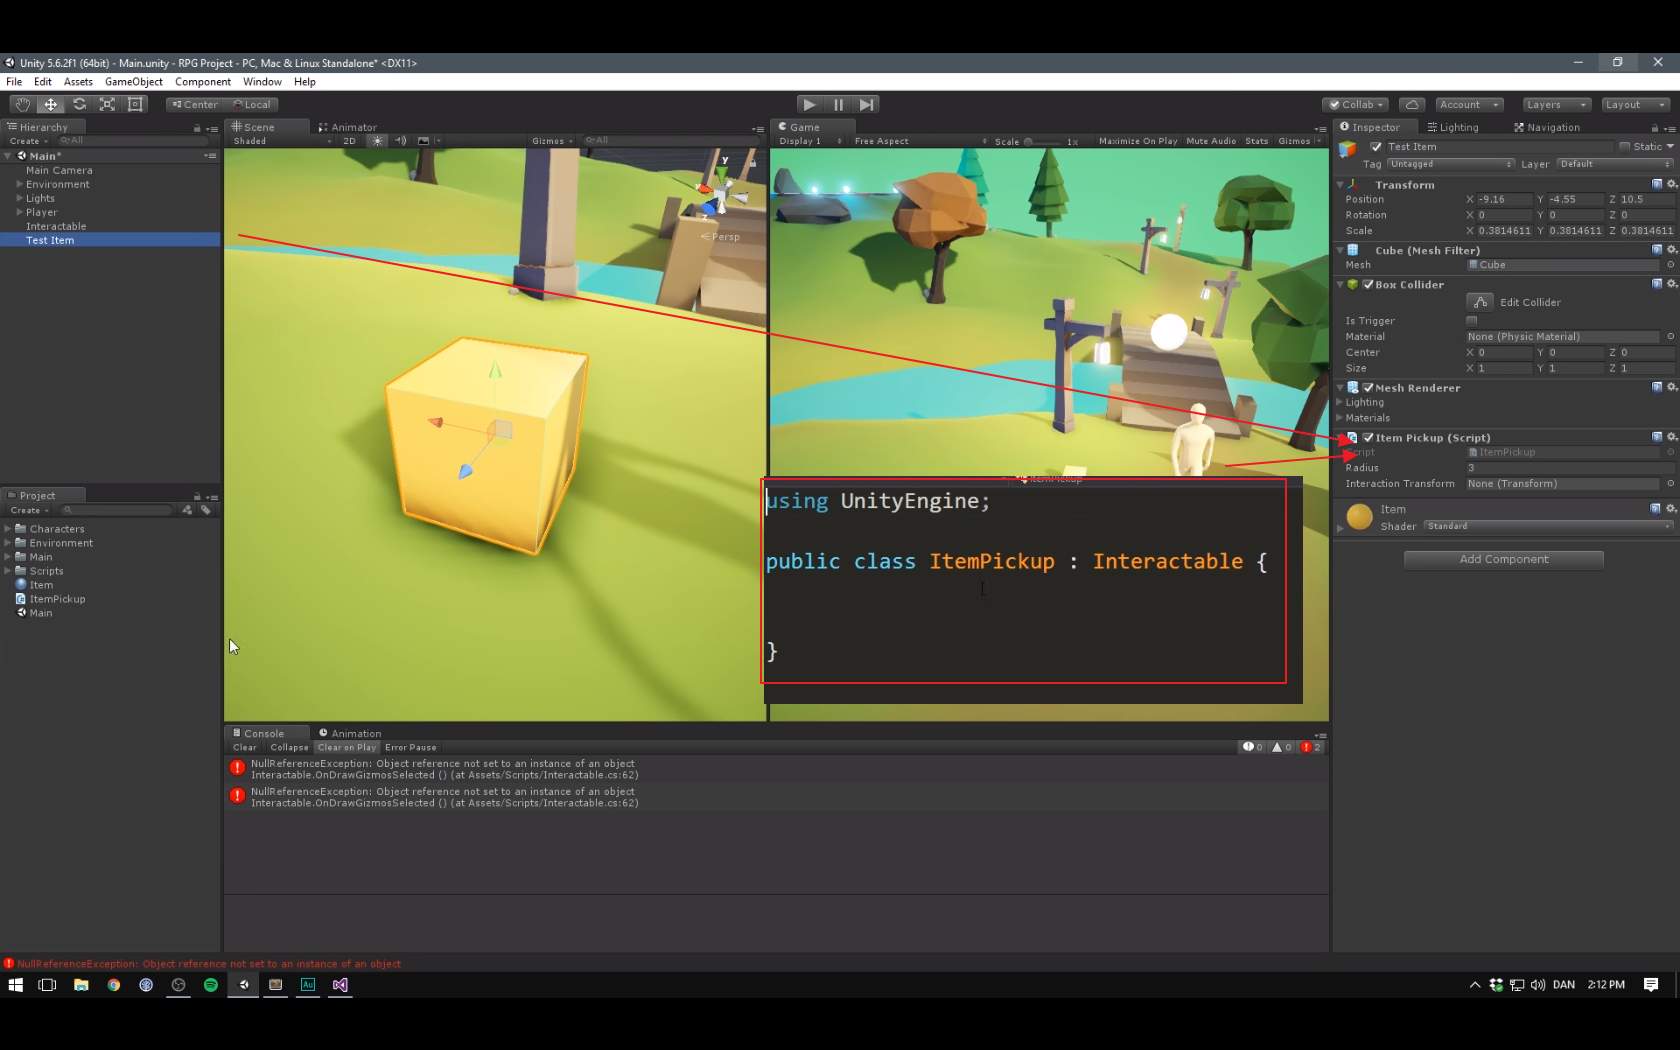 Unity 5.6.2f1 (64bit) - Main.unity - RPG Project - PC, Mac & Linux Standalone* <DX11>
File Edit Assets GameObject Component Window Help
Center Local
Collab Account Layers Layout
Hierarchy
Create All
Main*
Main Camera
Environment
Lights
Player
Interactable
Test Item
Project
Create
Characters
Environment
Main
Scripts
Item
ItemPickup
Main
Scene Animator
Shaded 2D Gizmos All
y
z
Persp
Game
Display 1 Free Aspect Scale 1x Maximize On Play Mute Audio Stats Gizmos
ItemPickup
using UnityEngine;
public class ItemPickup : Interactable {
}
Console Animation
Clear Collapse Clear on Play Error Pause 0 0 2
NullReferenceException: Object reference not set to an instance of an object
Interactable.OnDrawGizmosSelected () (at Assets/Scripts/Interactable.cs:62)
NullReferenceException: Object reference not set to an instance of an object
Interactable.OnDrawGizmosSelected () (at Assets/Scripts/Interactable.cs:62)
Inspector Lighting Navigation
Test Item Static
Tag Untagged Layer Default
Transform
Position X -9.16 Y -4.55 Z 10.5
Rotation X 0 Y 0 Z 0
Scale X 0.3814611 Y 0.3814611 Z 0.3814611
Cube (Mesh Filter)
Mesh Cube
Box Collider
Edit Collider
Is Trigger
Material None (Physic Material)
Center X 0 Y 0 Z 0
Size X 1 Y 1 Z 1
Mesh Renderer
Lighting
Materials
Item Pickup (Script)
Script ItemPickup
Radius 3
Interaction Transform None (Transform)
Item
Shader Standard
Add Component
NullReferenceException: Object reference not set to an instance of an object
Au DAN 2:12 PM